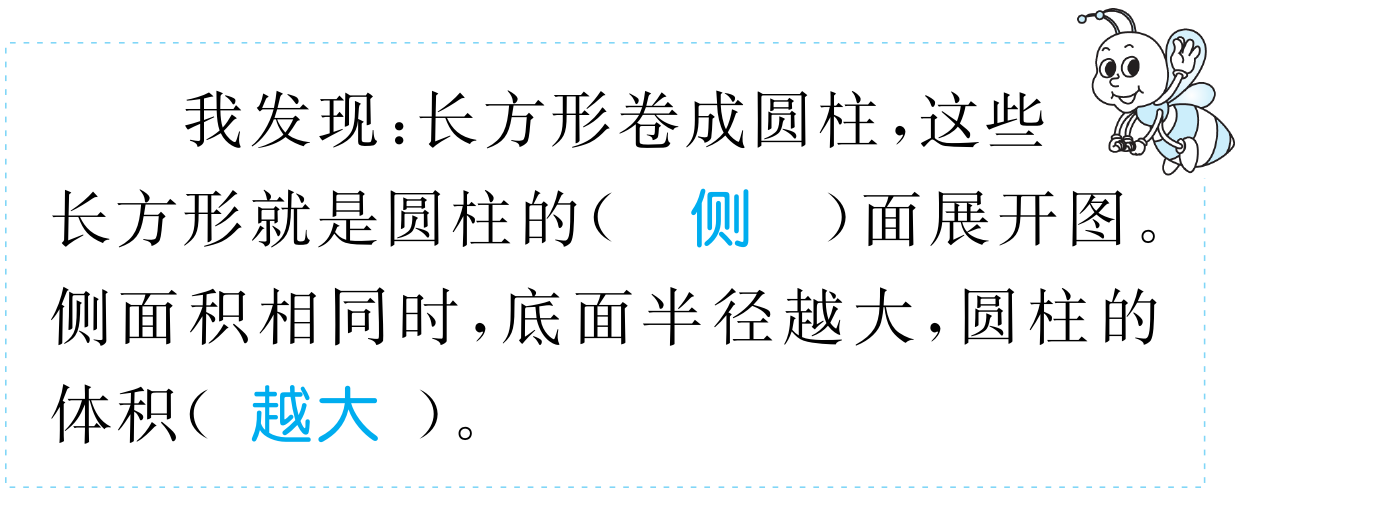 我发现:长方形卷成圆柱,这些
长方形就是圆柱的( 侧 )面展开图。
侧面积相同时,底面半径越大,圆柱的
体积( 越大 )。